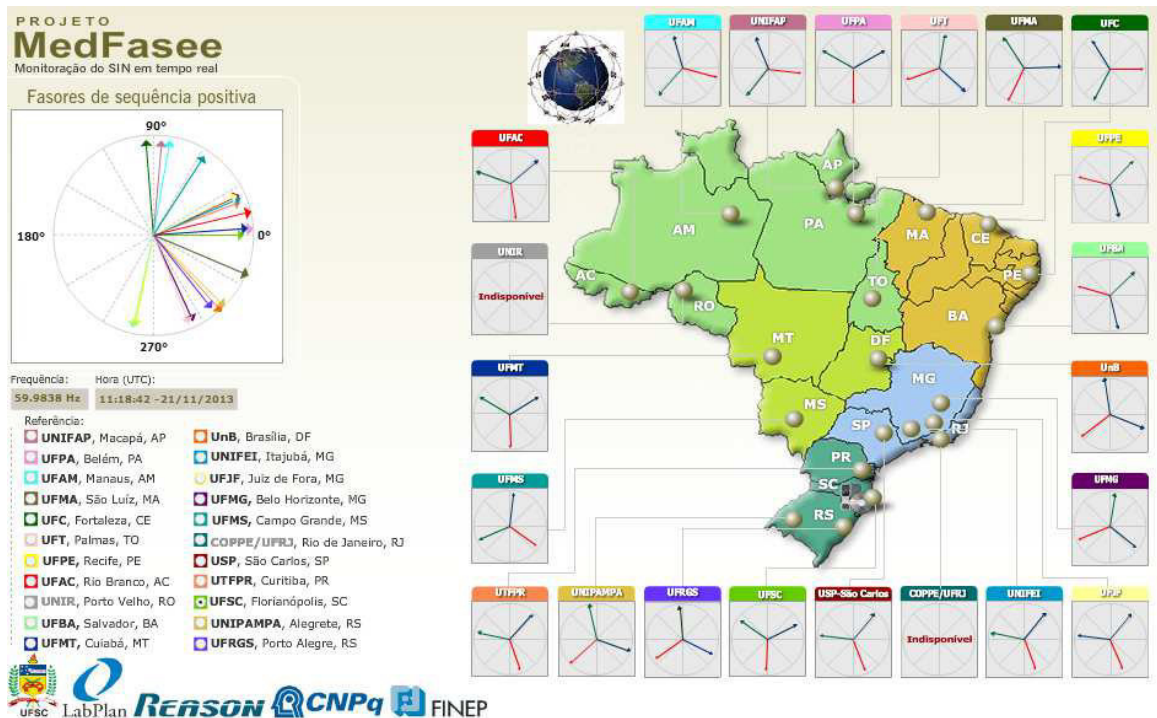 PROJETO
MedFasee
Monitoração do SIN em tempo real
Fasores de sequência positiva
90°
180°
0°
270°
Frequência:
Hora (UTC):
59.9838 Hz
11:18:42 -21/11/2013
Referência:
UNIFAP, Macapá, AP
UFPA, Belém, PA
UFAM, Manaus, AM
UFMA, São Luíz, MA
UFC, Fortaleza, CE
UFT, Palmas, TO
UFPE, Recife, PE
UFAC, Rio Branco, AC
UNIR, Porto Velho, RO
UFBA, Salvador, BA
UFMT, Cuiabá, MT
UnB, Brasília, DF
UNIFEI, Itajubá, MG
UFJF, Juiz de Fora, MG
UFMG, Belo Horizonte, MG
UFMS, Campo Grande, MS
COPPE/UFRJ, Rio de Janeiro, RJ
USP, São Carlos, SP
UTFPR, Curitiba, PR
UFSC, Florianópolis, SC
UNIPAMPA, Alegrete, RS
UFRGS, Porto Alegre, RS
UFSC
LabPlan
REASON
CNPq
FINEP
UFAM
UNIFAP
UFPA
UFT
UFMA
UFC
UFAC
UFPE
UNIR
Indisponível
UFBA
UFMT
UnB
UFMS
UFMG
UTFPR
UNIPAMPA
UFRGS
UFSC
USP-São Carlos
COPPE/UFRJ
Indisponível
UNIFEI
UFJF
AP
AM
PA
MA
CE
PE
AC
RO
TO
BA
MT
DF
MG
MS
SP
RJ
PR
SC
RS